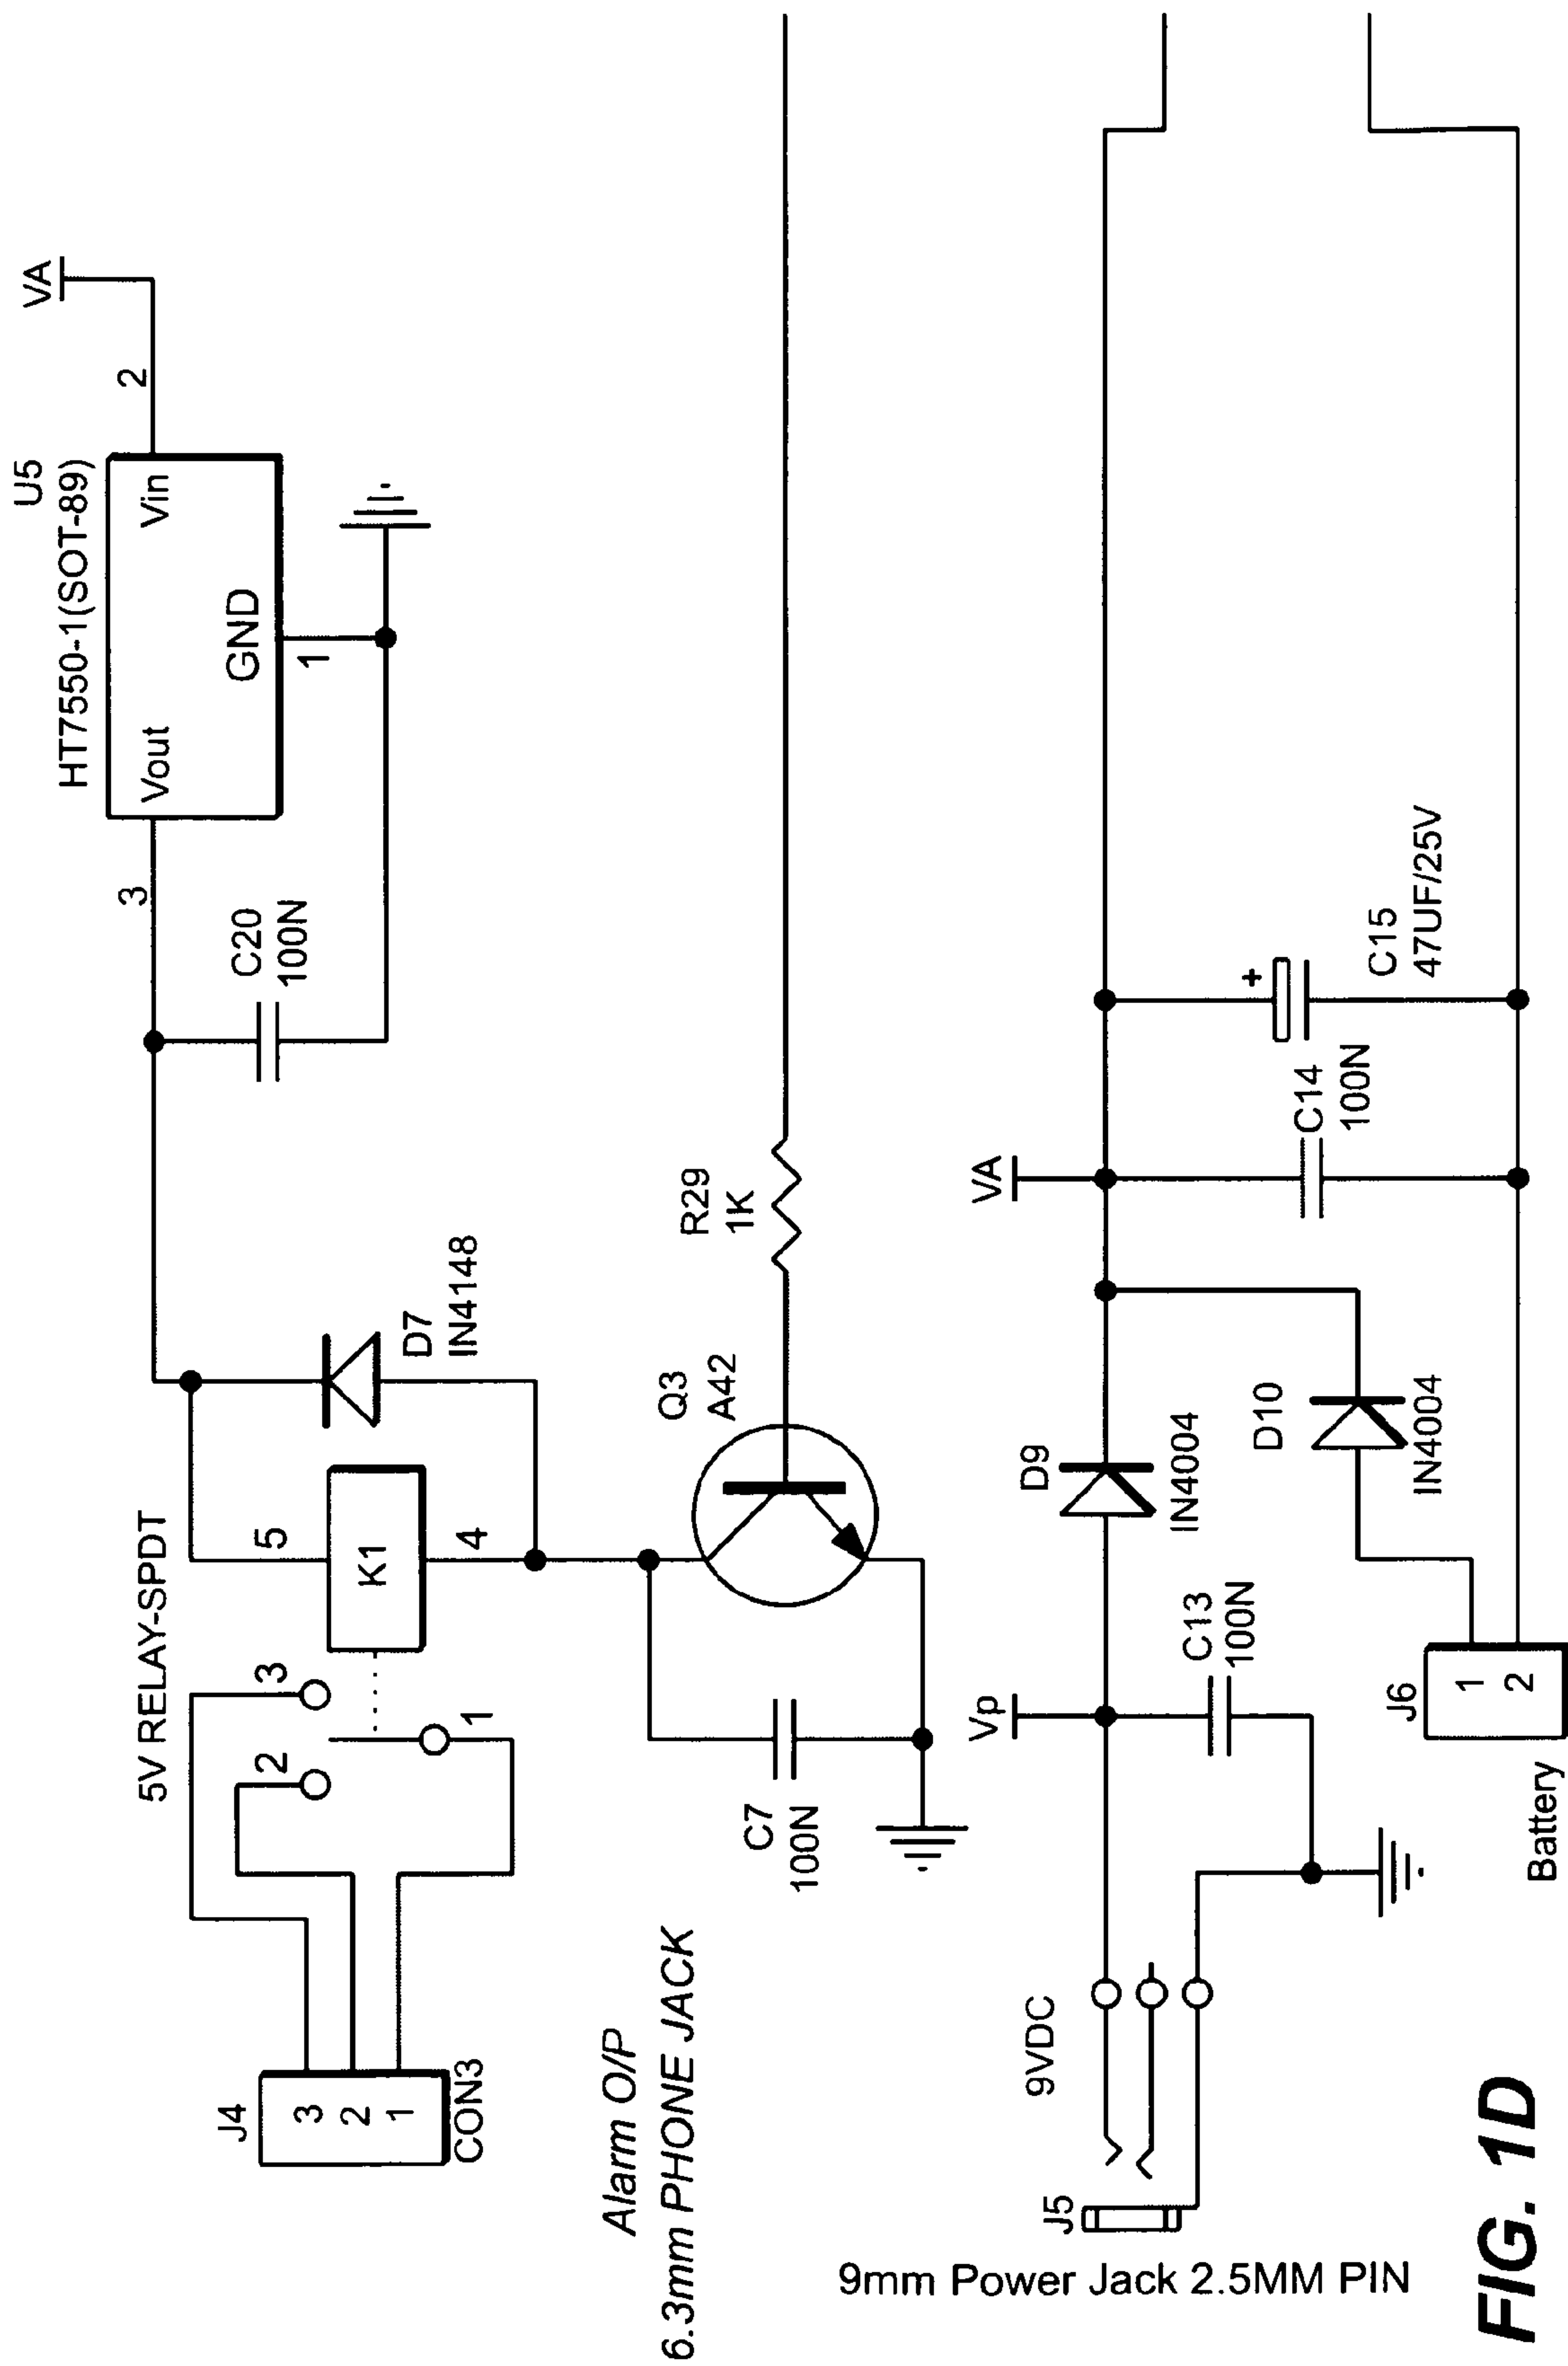 U5
HT7550-1(SOT-89)
VA
Vout
Vin
GND
3
2
1
C20
100N
5V RELAY-SPDT
D7
IN4148
K1
5
4
3
2
1
J4
3
2
1
CON3
Alarm O/P
6.3mm PHONE JACK
C7
100N
Q3
A42
R29
1K
J5
9VDC
9mm Power Jack 2.5MM PIN
Vp
C13
100N
D9
IN4004
D10
IN4004
VA
C14
100N
+
C15
47UF/25V
J6
1
2
Battery
FIG. 1D